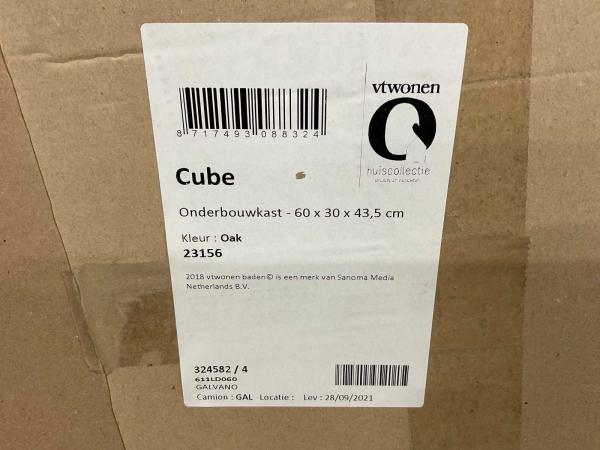 vtwonen
8 717493 088324
huiscollectie
Cube
Onderbouwkast - 60 x 30 x 43,5 cm
Kleur : Oak
23156
2018 vtwonen baden© is een merk van Sanoma Media
Netherlands B.V.
324582 / 4
611LD060
GALVANO
Camion : GAL Locatie : Lev : 28/09/2021